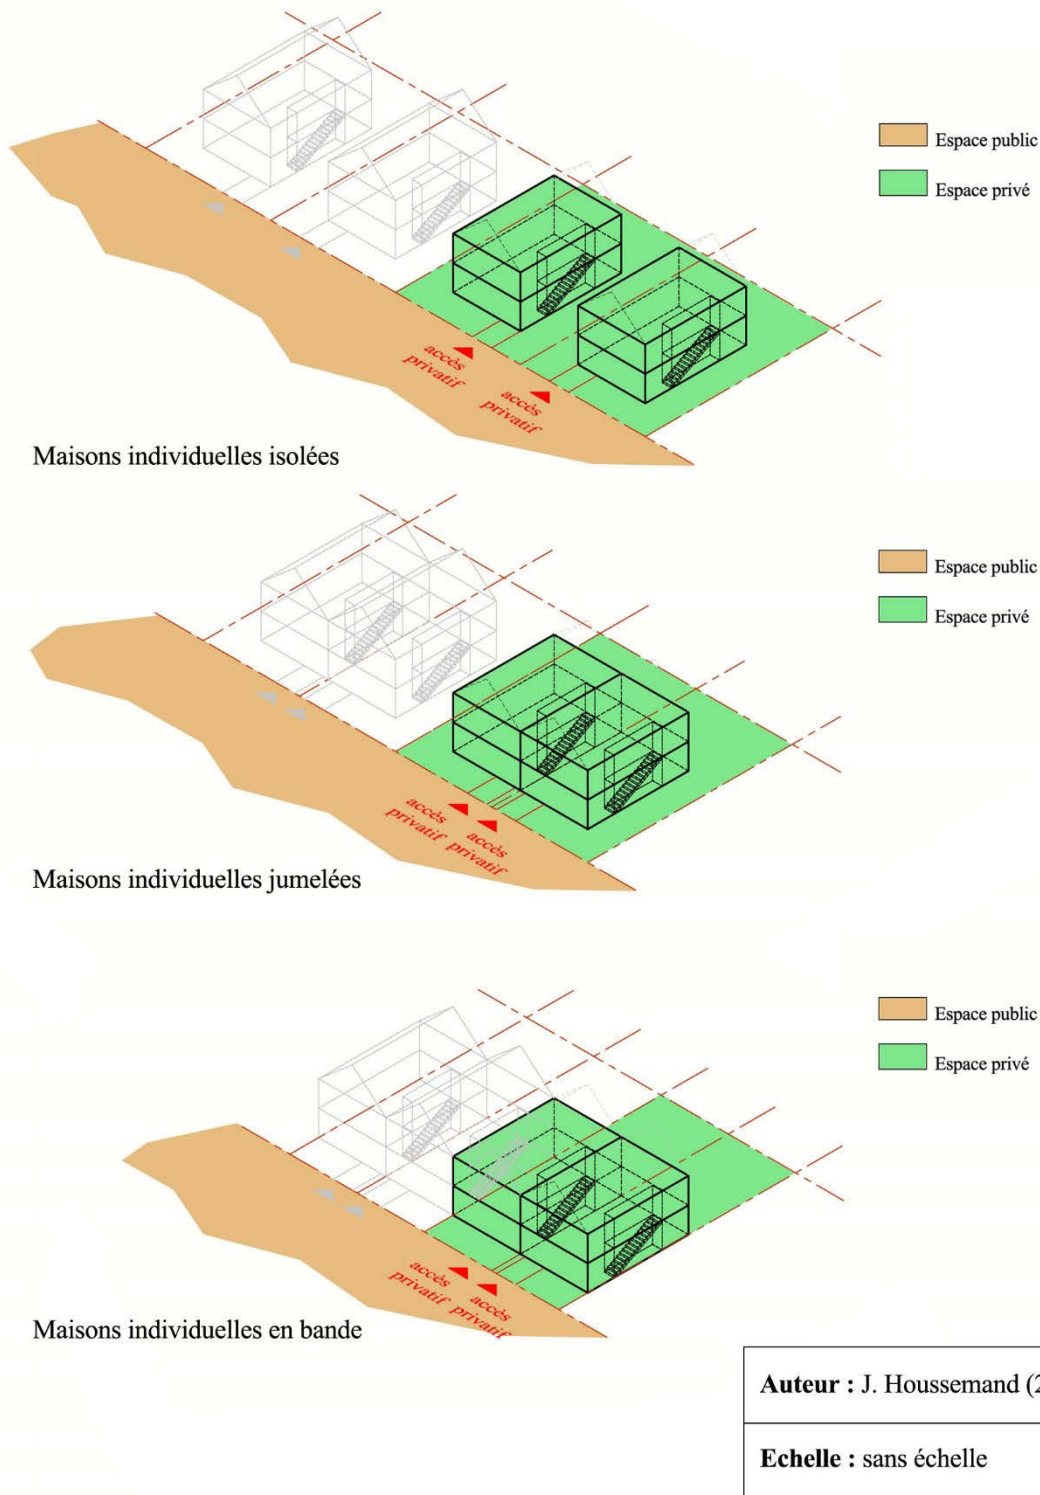 Espace public
Espace privé
accès
privatif
accès
privatif
Maisons individuelles isolées
Espace public
Espace privé
accès
privatif
accès
privatif
Maisons individuelles jumelées
Espace public
Espace privé
accès
privatif
accès
privatif
Maisons individuelles en bande
Auteur : J. Houssemand (2
Echelle : sans échelle